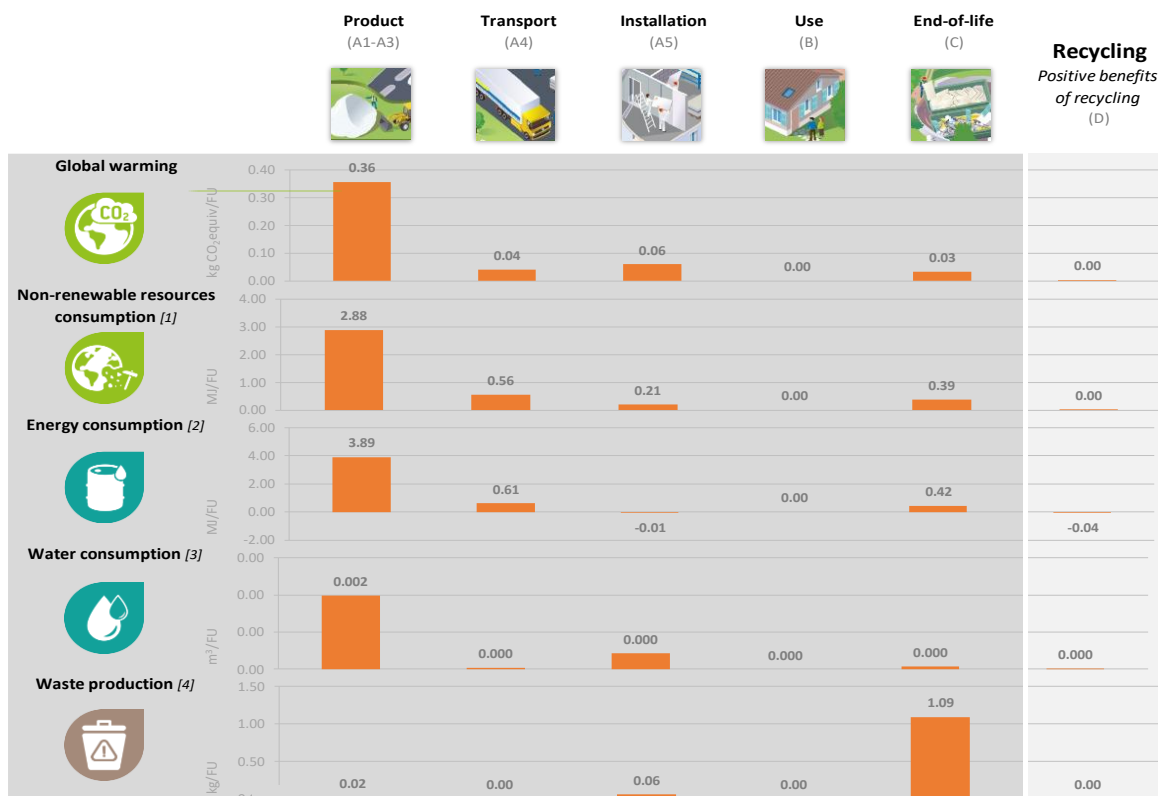 Product
(A1-A3)
Transport
(A4)
Installation
(A5)
Use
(B)
End-of-life
(C)
Recycling
Positive benefits
of recycling
(D)
Global warming
CO2
kg CO2equiv/FU
0.40
0.30
0.20
0.10
0.00
0.36
0.04
0.06
0.00
0.03
0.00
Non-renewable resources
consumption [1]
MJ/FU
4.00
3.00
2.00
1.00
0.00
2.88
0.56
0.21
0.00
0.39
0.00
Energy consumption [2]
MJ/FU
6.00
4.00
2.00
0.00
-2.00
3.89
0.61
-0.01
0.00
0.42
-0.04
Water consumption [3]
m³/FU
0.00
0.00
0.00
0.00
0.002
0.000
0.000
0.000
0.000
0.000
Waste production [4]
kg/FU
1.50
1.00
0.50
0.02
0.00
0.06
0.00
1.09
0.00